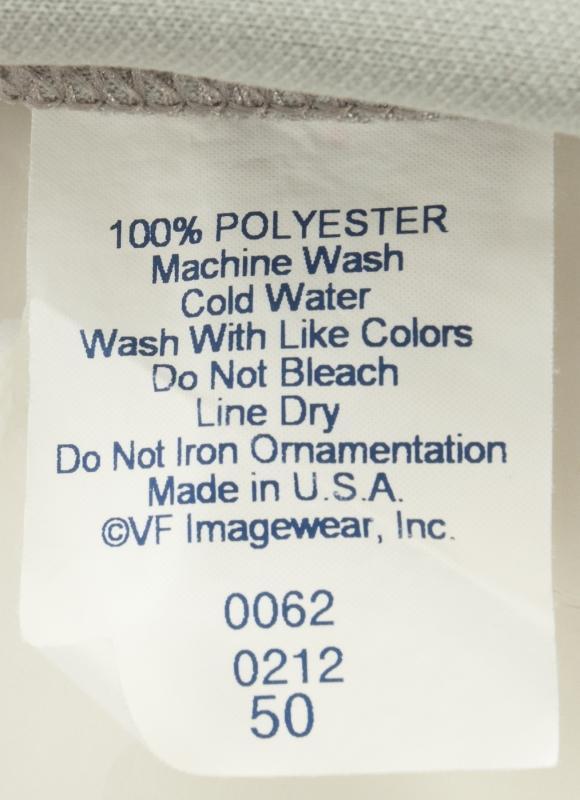 100% POLYESTER
Machine Wash
Cold Water
Wash With Like Colors
Do Not Bleach
Line Dry
Do Not Iron Ornamentation
Made in U.S.A.
©VF Imagewear, Inc.
0062
0212
50